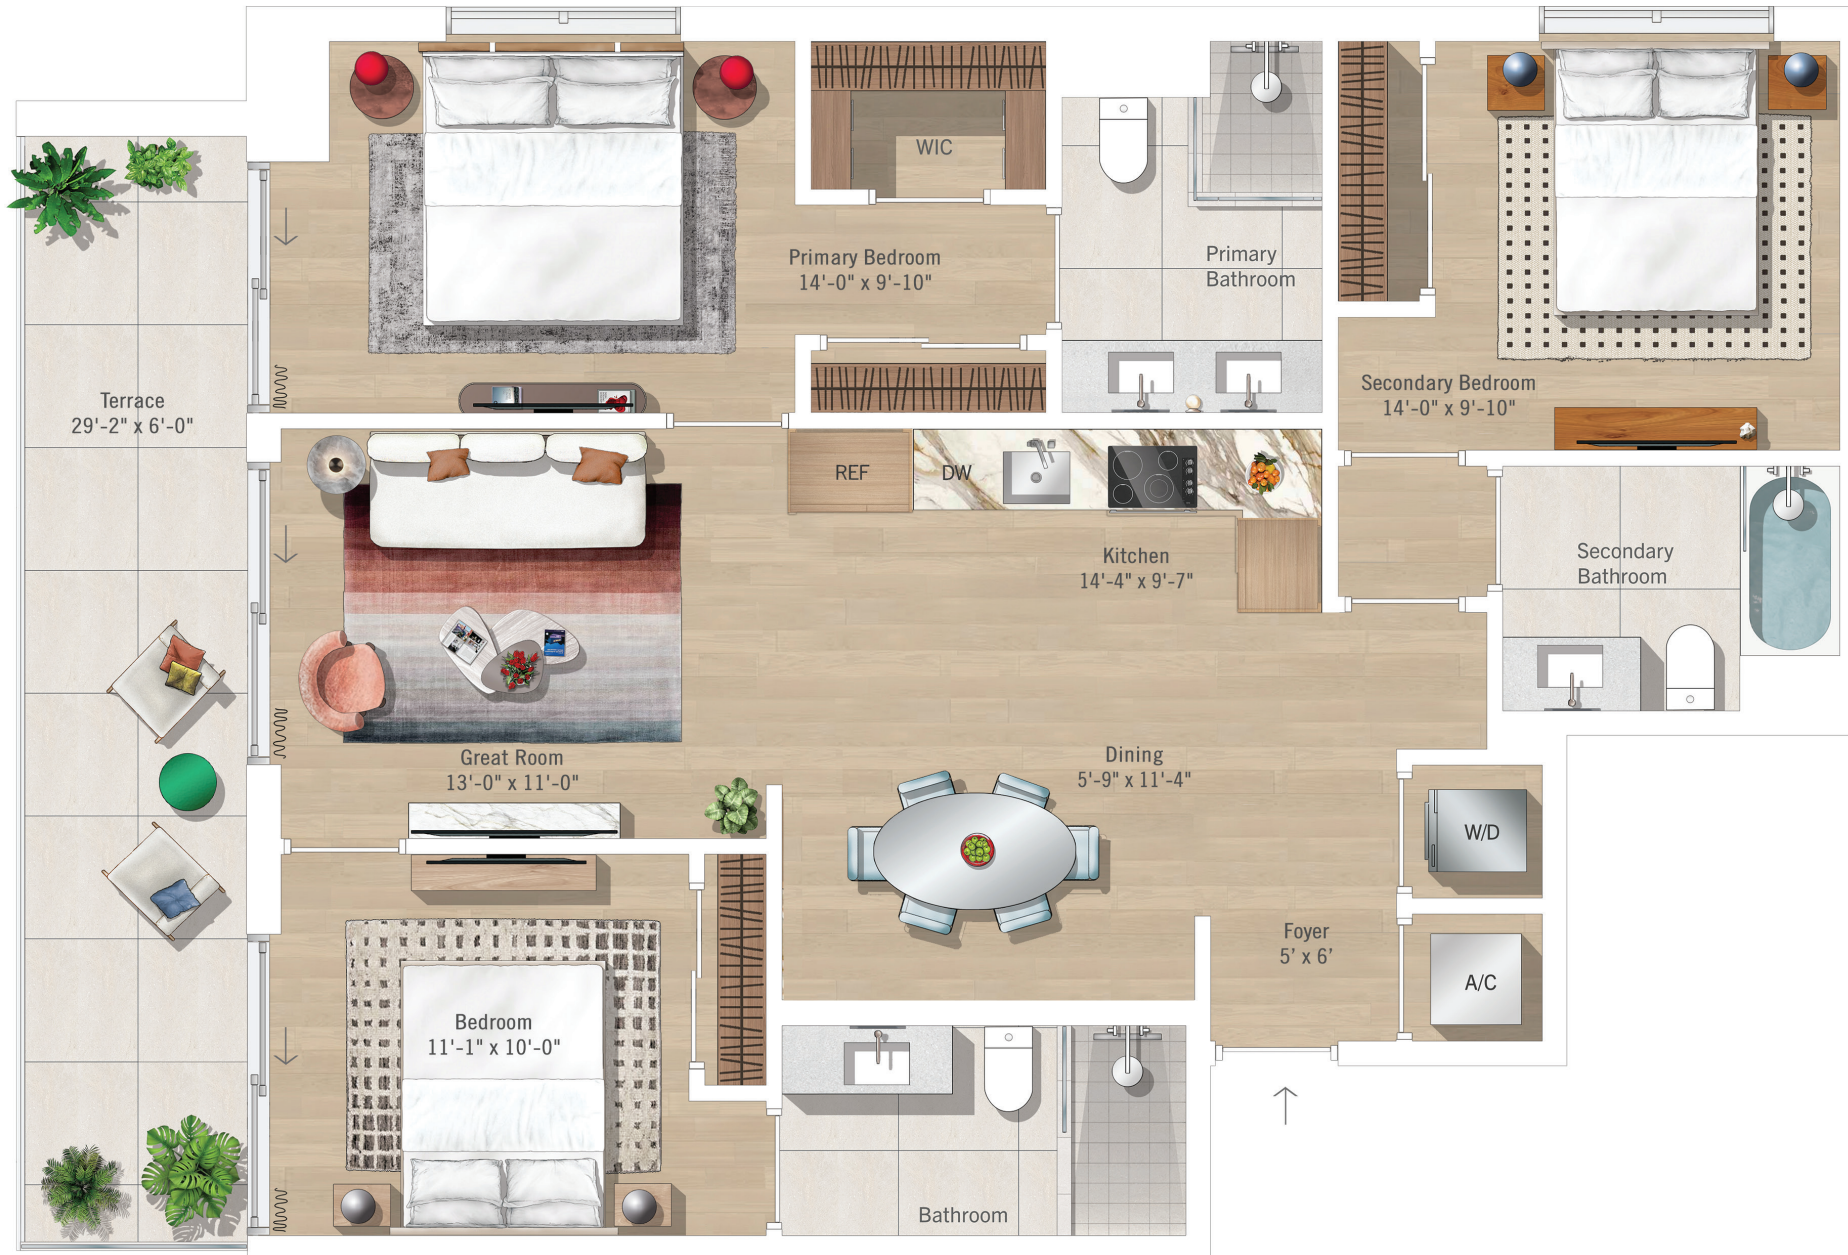 WIC
Primary Bedroom
14'-0" x 9'-10"
Primary
Bathroom
Secondary Bedroom
14'-0" x 9'-10"
Terrace
29'-2" x 6'-0"
REF
DW
Kitchen
14'-4" x 9'-7"
Secondary
Bathroom
Great Room
13'-0" x 11'-0"
Dining
5'-9" x 11'-4"
W/D
Foyer
5' x 6'
A/C
Bedroom
11'-1" x 10'-0"
Bathroom